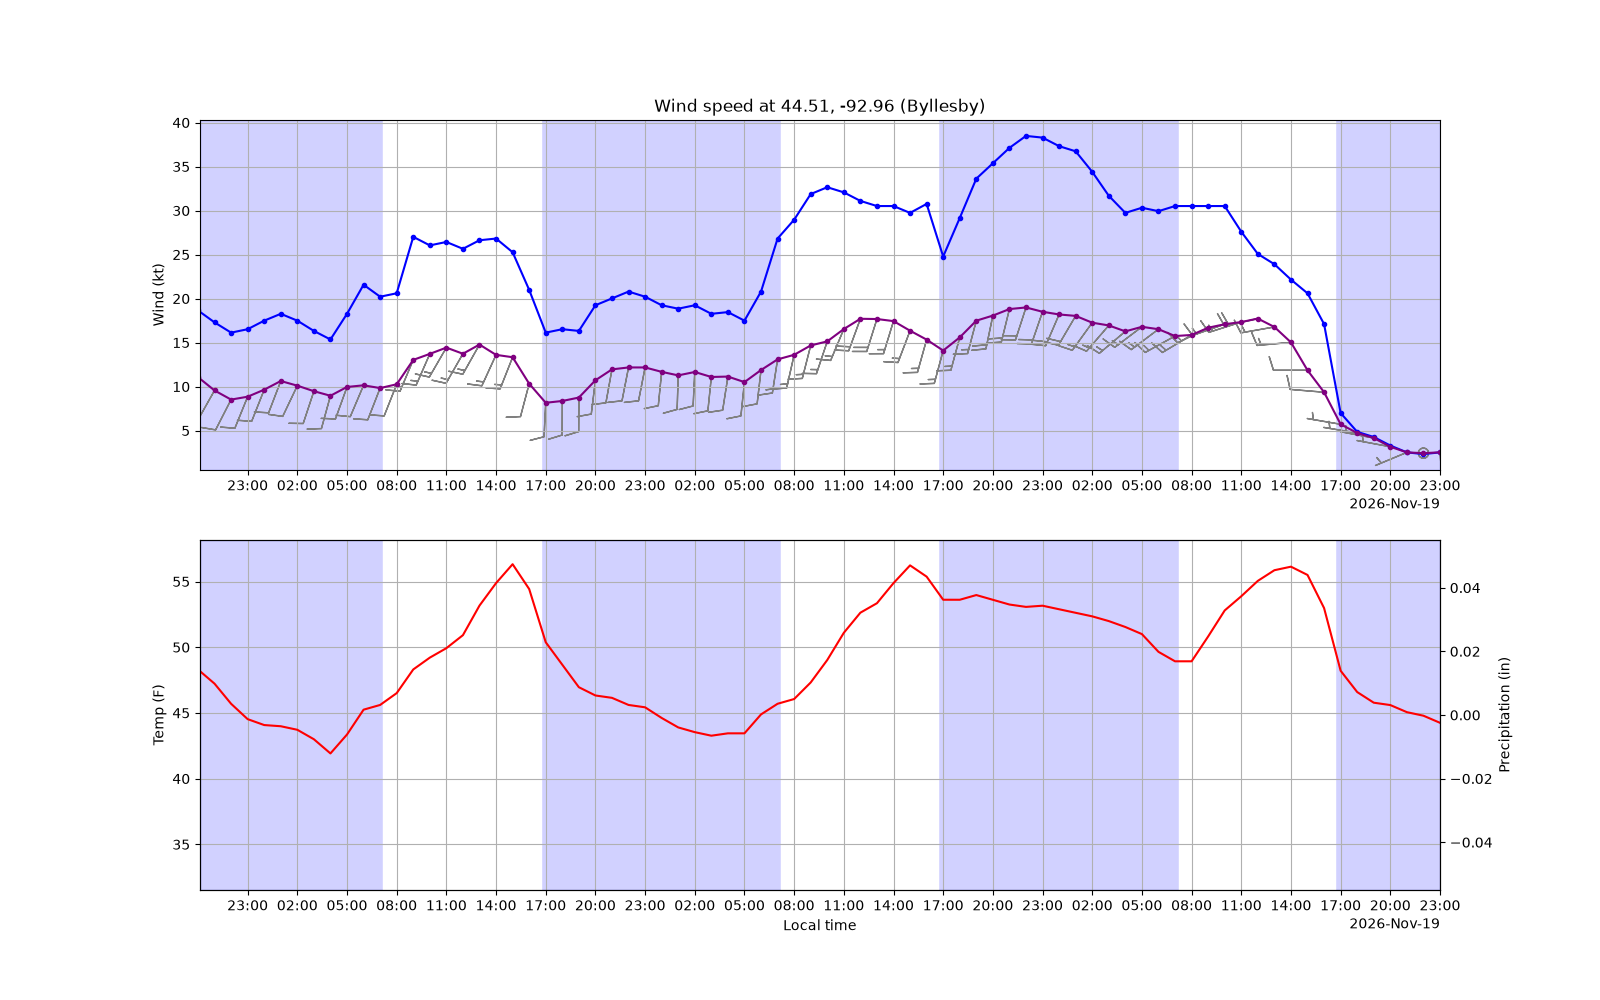 Wind speed at 44.51, -92.96 (Byllesby)
40
35
30
25
20
15
10
5
Wind (kt)
23:00 02:00 05:00 08:00 11:00 14:00 17:00 20:00 23:00 02:00 05:00 08:00 11:00 14:00 17:00 20:00 23:00 02:00 05:00 08:00 11:00 14:00 17:00 20:00 23:00
2026-Nov-19
55
50
45
40
35
Temp (F)
0.04
0.02
0.00
−0.02
−0.04
Precipitation (in)
23:00 02:00 05:00 08:00 11:00 14:00 17:00 20:00 23:00 02:00 05:00 08:00 11:00 14:00 17:00 20:00 23:00 02:00 05:00 08:00 11:00 14:00 17:00 20:00 23:00
Local time
2026-Nov-19